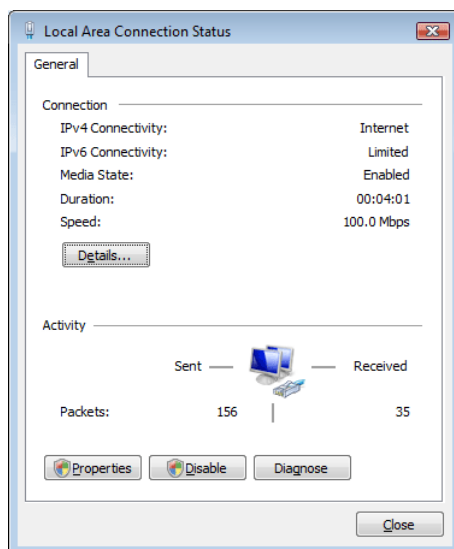 Local Area Connection Status
General
Connection
IPv4 Connectivity: Internet
IPv6 Connectivity: Limited
Media State: Enabled
Duration: 00:04:01
Speed: 100.0 Mbps
Details...
Activity
Sent Received
Packets: 156 35
Properties Disable Diagnose
Close